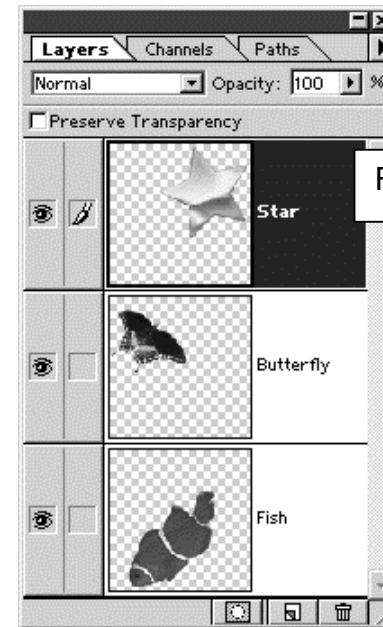 Layers Channels Paths
Normal Opacity: 100 %
Preserve Transparency
F
Star
Butterfly
Fish